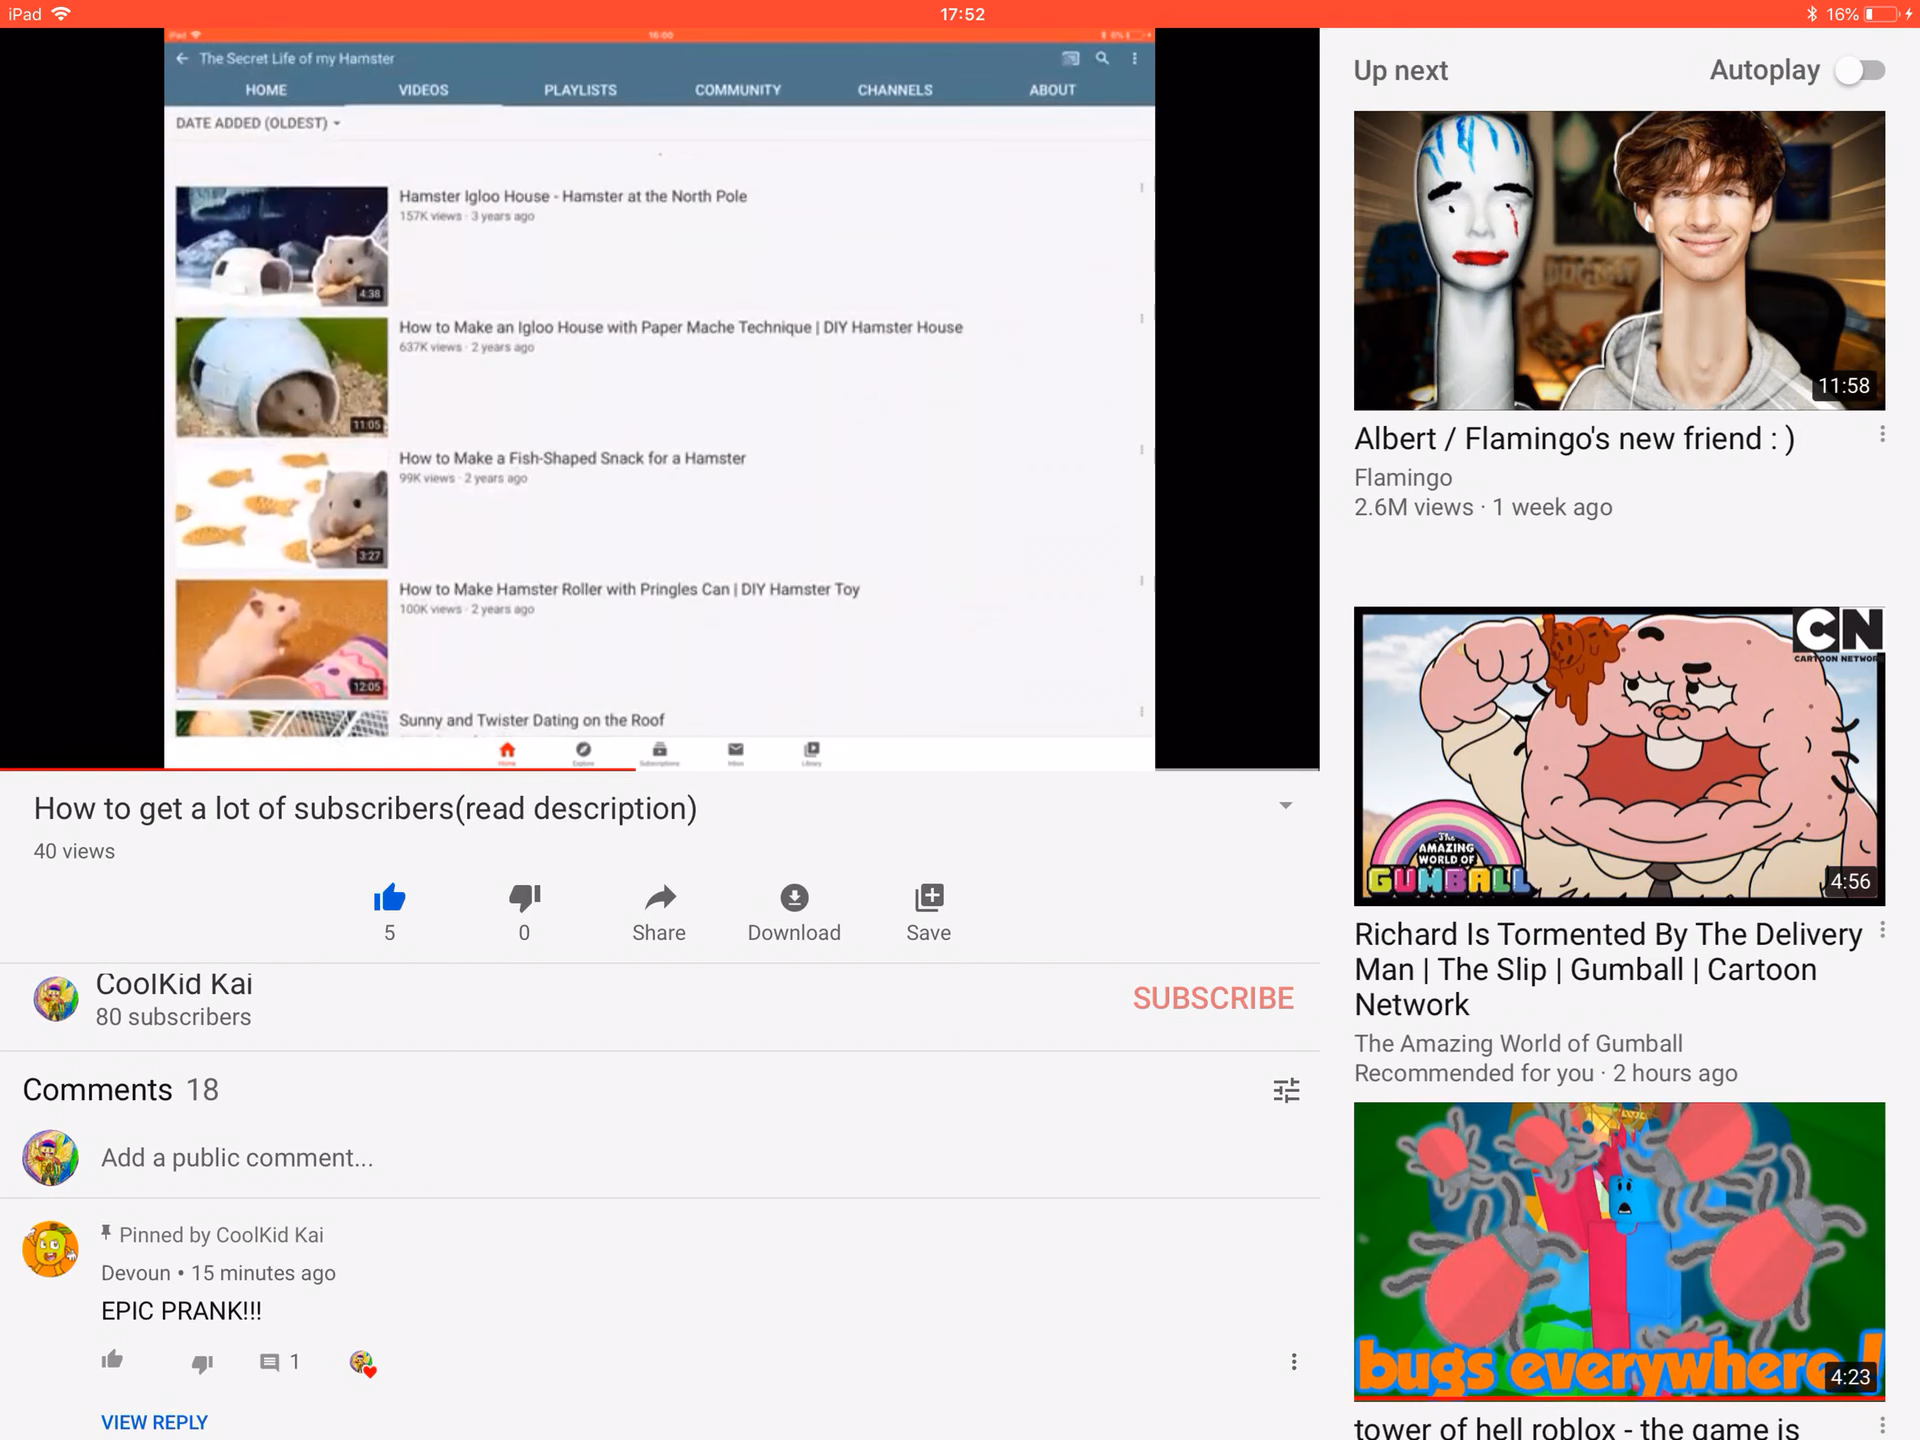 iPad
17:52
16%
iPad
16:00
6%
The Secret Life of my Hamster
HOME
VIDEOS
PLAYLISTS
COMMUNITY
CHANNELS
ABOUT
DATE ADDED (OLDEST)
Hamster Igloo House - Hamster at the North Pole
157K views · 3 years ago
4:38
How to Make an Igloo House with Paper Mache Technique | DIY Hamster House
637K views · 2 years ago
11:05
How to Make a Fish-Shaped Snack for a Hamster
99K views · 2 years ago
3:27
How to Make Hamster Roller with Pringles Can | DIY Hamster Toy
100K views · 2 years ago
12:05
Sunny and Twister Dating on the Roof
Home
Explore
Subscriptions
Inbox
Library
How to get a lot of subscribers(read description)
40 views
5
0
Share
Download
Save
CoolKid Kai
80 subscribers
SUBSCRIBE
Comments 18
Add a public comment...
Pinned by CoolKid Kai
Devoun • 15 minutes ago
EPIC PRANK!!!
1
VIEW REPLY
Up next
Autoplay
11:58
Albert / Flamingo's new friend : )
Flamingo
2.6M views · 1 week ago
CN
CARTOON NETWOR
The
AMAZING
WORLD OF
GUMBALL
4:56
Richard Is Tormented By The Delivery
Man | The Slip | Gumball | Cartoon
Network
The Amazing World of Gumball
Recommended for you · 2 hours ago
bugs everywhere!
4:23
tower of hell roblox - the game is